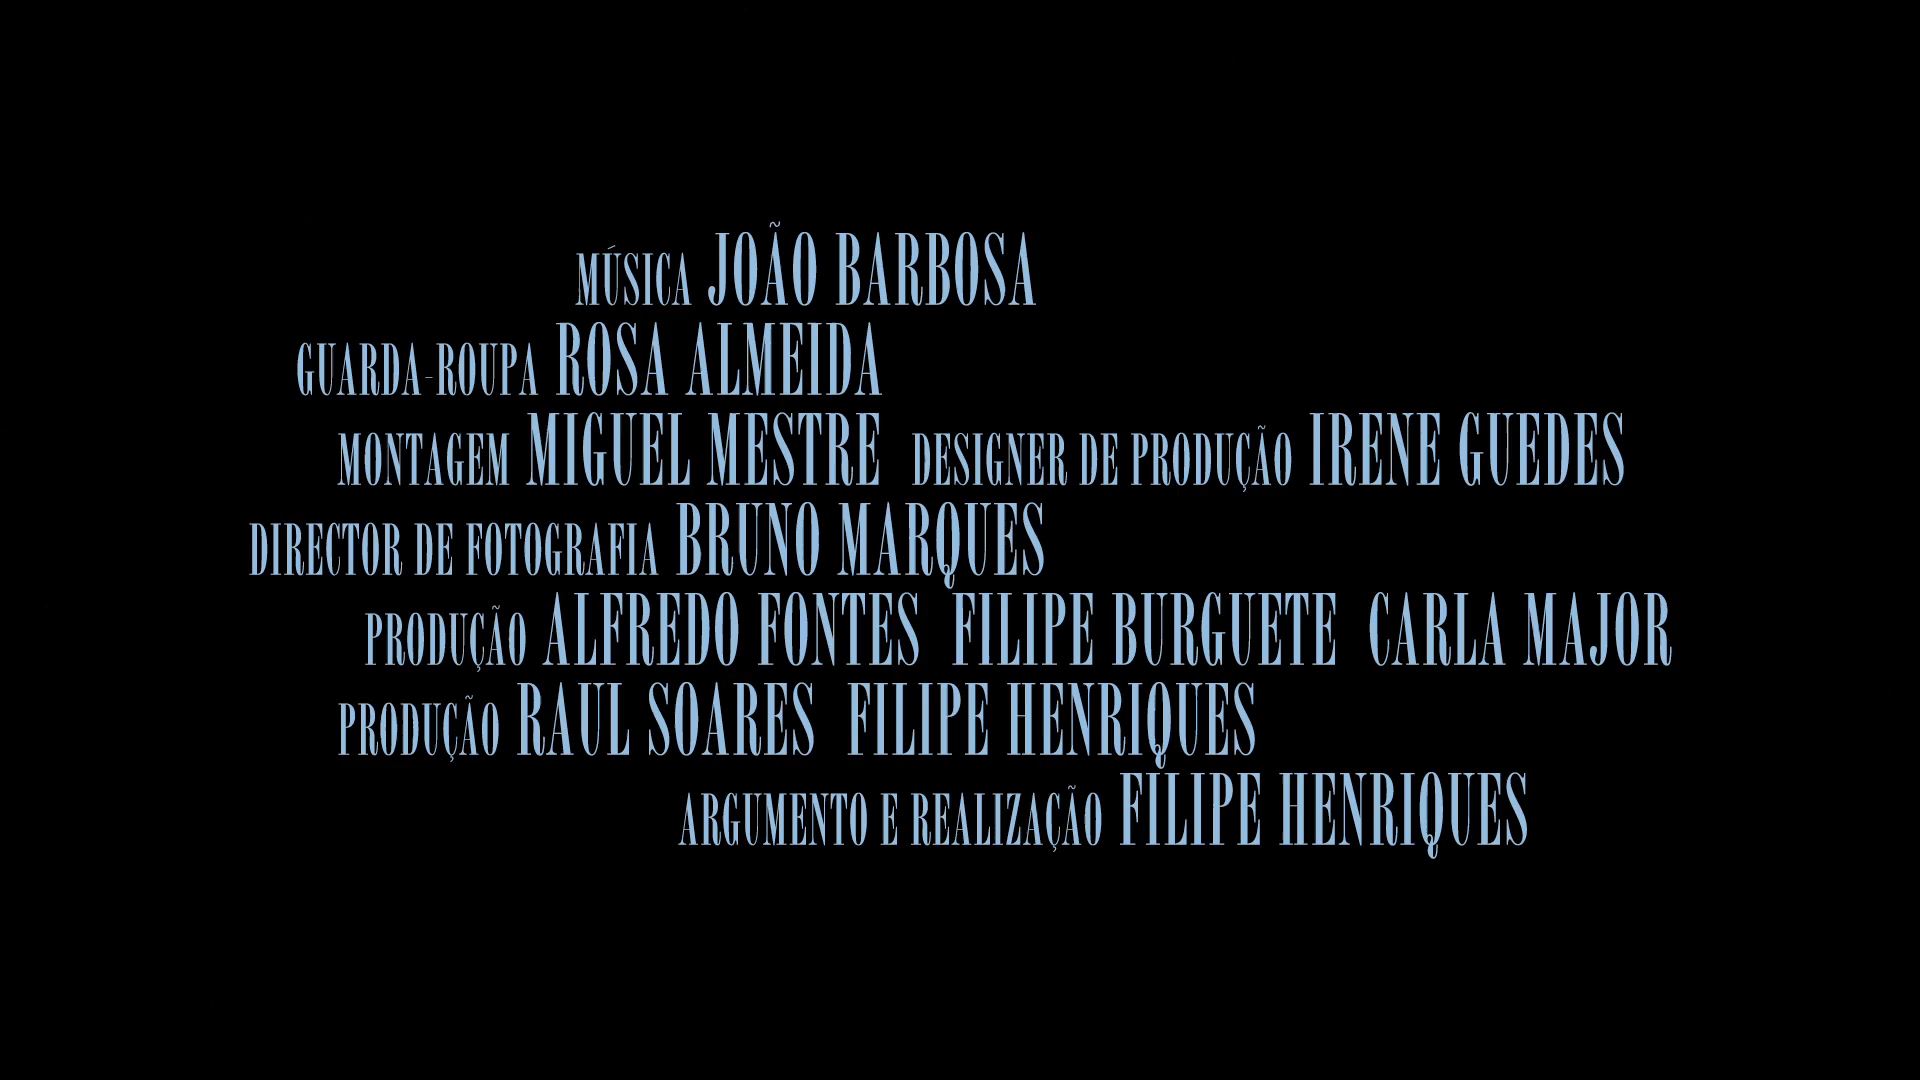 MÚSICA JOÃO BARBOSA
GUARDA-ROUPA ROSA ALMEIDA
MONTAGEM MIGUEL MESTRE DESIGNER DE PRODUÇÃO IRENE GUEDES
DIRECTOR DE FOTOGRAFIA BRUNO MARQUES
PRODUÇÃO ALFREDO FONTES FILIPE BURGUETE CARLA MAJOR
PRODUÇÃO RAUL SOARES FILIPE HENRIQUES
ARGUMENTO E REALIZAÇÃO FILIPE HENRIQUES